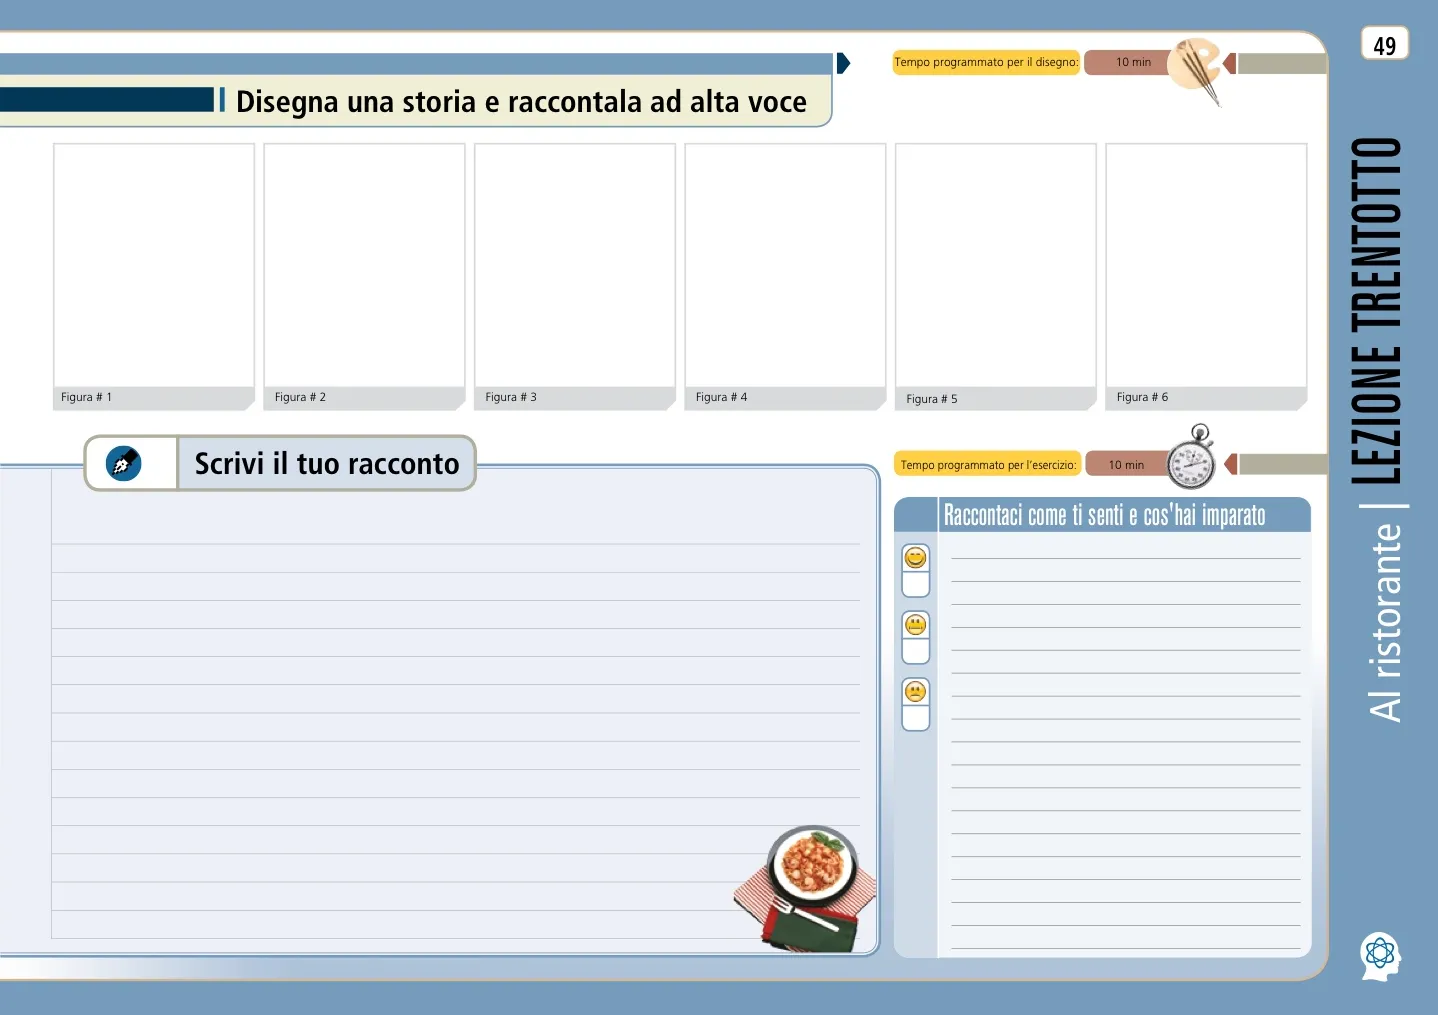 Tempo programmato per il disegno:
10 min
49
Disegna una storia e raccontala ad alta voce
Figura # 1
Figura # 2
Figura # 3
Figura # 4
Figura # 5
Figura # 6
Scrivi il tuo racconto
Tempo programmato per l'esercizio:
10 min
Raccontaci come ti senti e cos'hai imparato
Al ristorante | LEZIONE TRENTOTTO